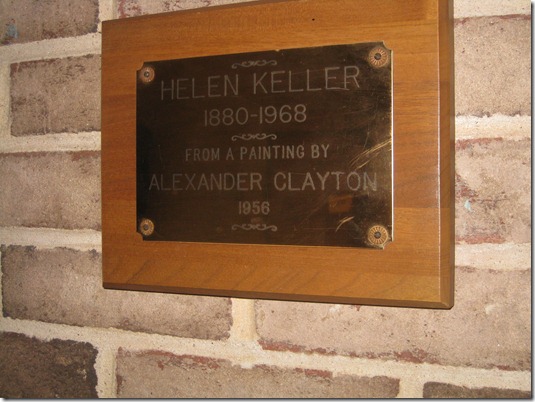 HELEN KELLER
1880-1968
FROM A PAINTING BY
ALEXANDER CLAYTON
1956